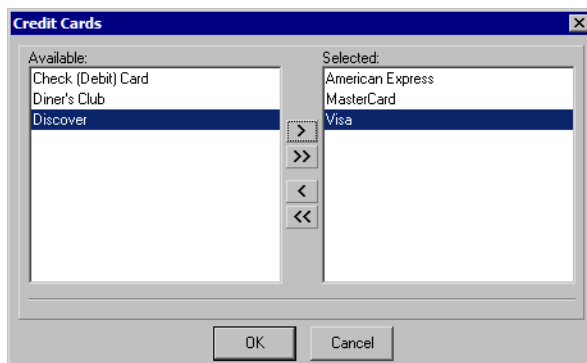 Credit Cards
Available:
Check (Debit) Card
Diner's Club
Discover
>
>>
<
<<
Selected:
American Express
MasterCard
Visa
OK
Cancel